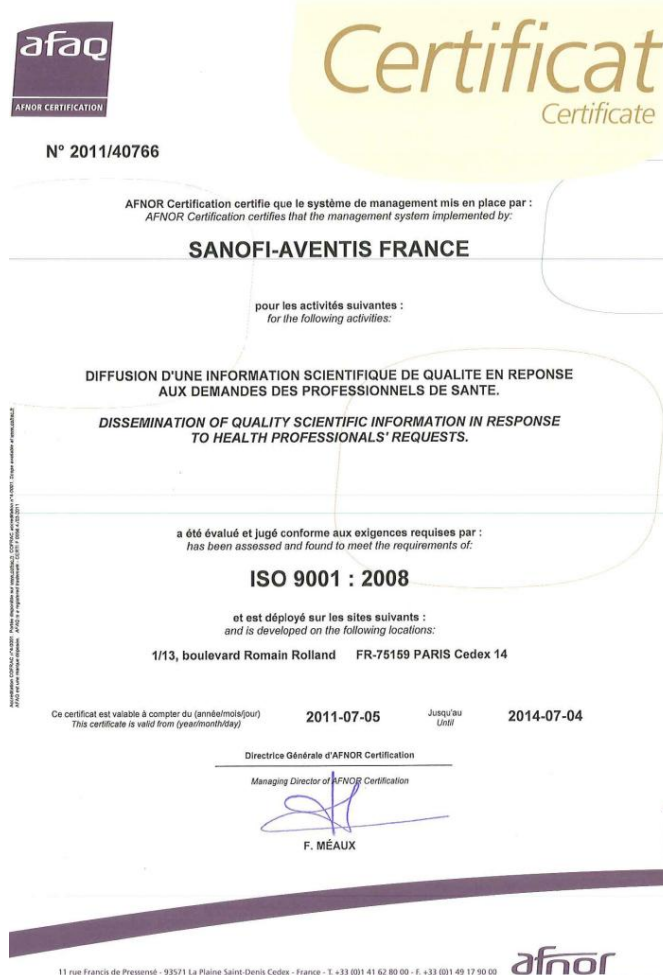 afaq
AFNOR CERTIFICATION
Certificat
Certificate
N° 2011/40766
AFNOR Certification certifie que le système de management mis en place par :
AFNOR Certification certifies that the management system implemented by:
SANOFI-AVENTIS FRANCE
pour les activités suivantes :
for the following activities:
DIFFUSION D'UNE INFORMATION SCIENTIFIQUE DE QUALITE EN REPONSE
AUX DEMANDES DES PROFESSIONNELS DE SANTE.
DISSEMINATION OF QUALITY SCIENTIFIC INFORMATION IN RESPONSE
TO HEALTH PROFESSIONALS' REQUESTS.
a été évalué et jugé conforme aux exigences requises par :
has been assessed and found to meet the requirements of:
ISO 9001 : 2008
et est déployé sur les sites suivants :
and is developed on the following locations:
1/13, boulevard Romain Rolland FR-75159 PARIS Cedex 14
Ce certificat est valable à compter du (année/mois/jour) 2011-07-05 Jusqu'au 2014-07-04
This certificate is valid from (year/month/day) Until
Directrice Générale d'AFNOR Certification
Managing Director of AFNOR Certification
F. MÉAUX
11 rue Francis de Pressensé - 93571 La Plaine Saint-Denis Cedex - France - T. +33 (0)1 41 62 80 00 - F. +33 (0)1 49 17 90 00
afnor